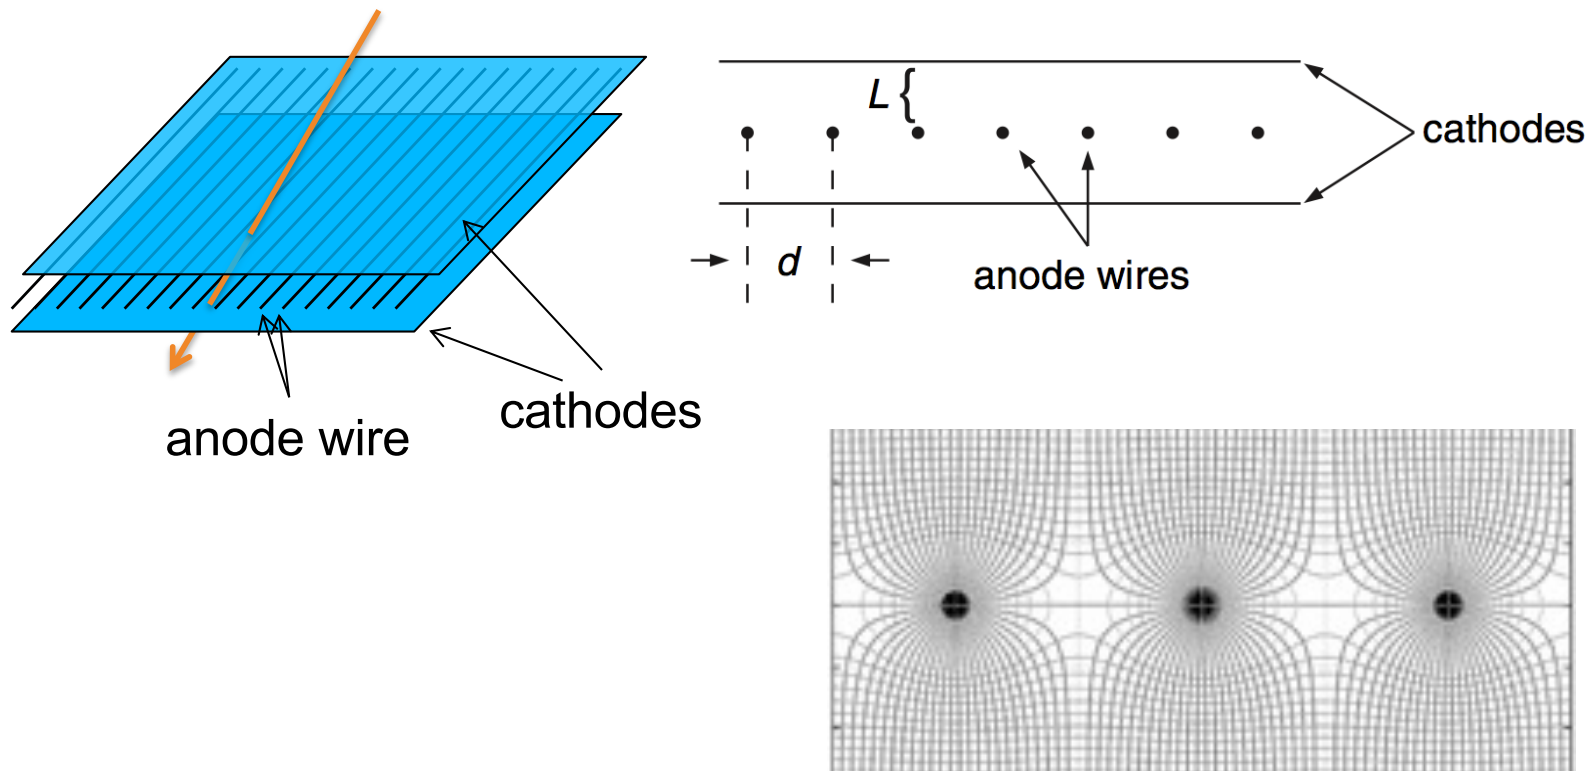 anode wire
cathodes
L
cathodes
d
anode wires